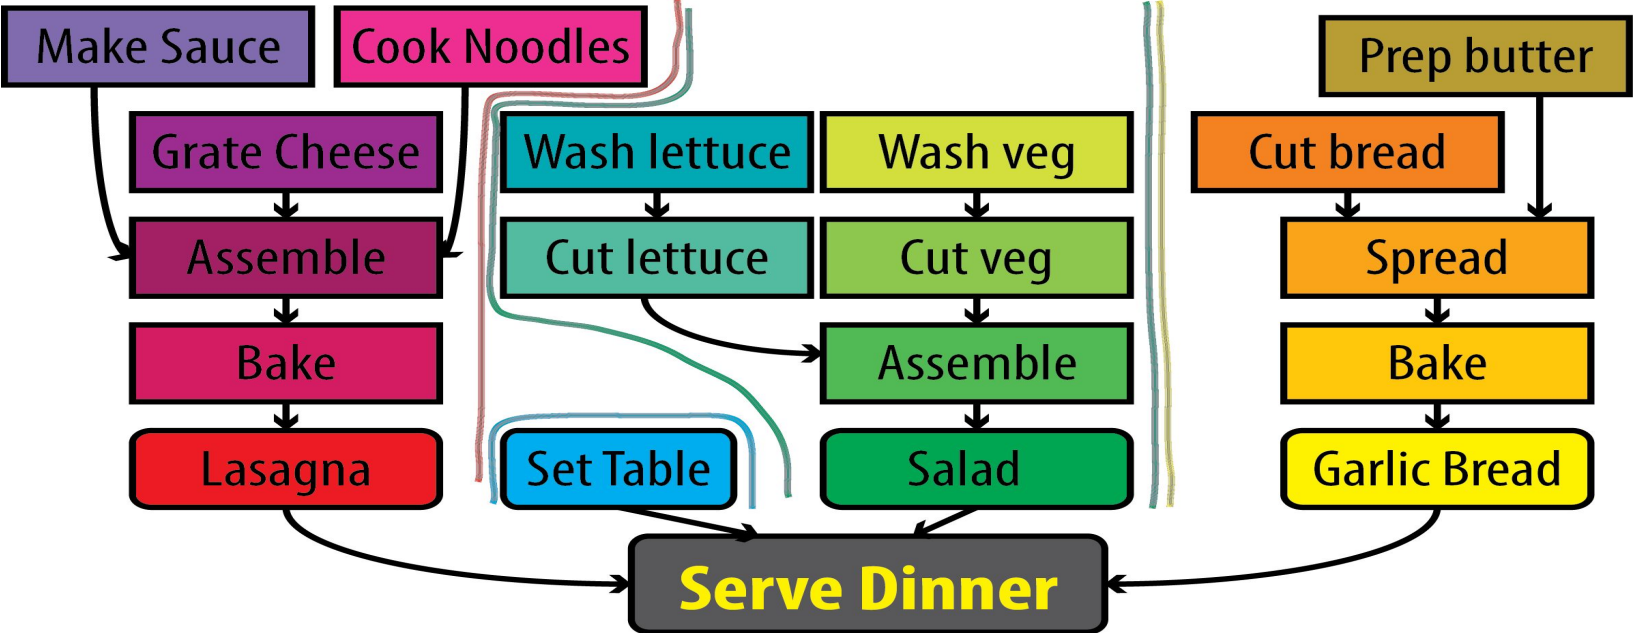 Make Sauce
Cook Noodles
Prep butter
Grate Cheese
Wash lettuce
Wash veg
Cut bread
Assemble
Cut lettuce
Cut veg
Spread
Bake
Assemble
Bake
Lasagna
Set Table
Salad
Garlic Bread
Serve Dinner